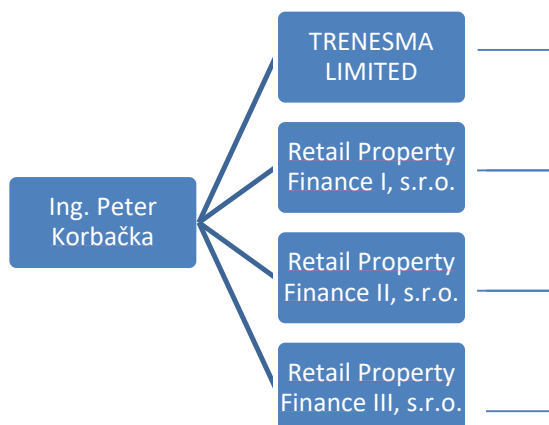 TRENESMA
LIMITED
Retail Property
Finance I, s.r.o.
Ing. Peter
Korbačka
Retail Property
Finance II, s.r.o.
Retail Property
Finance III, s.r.o.